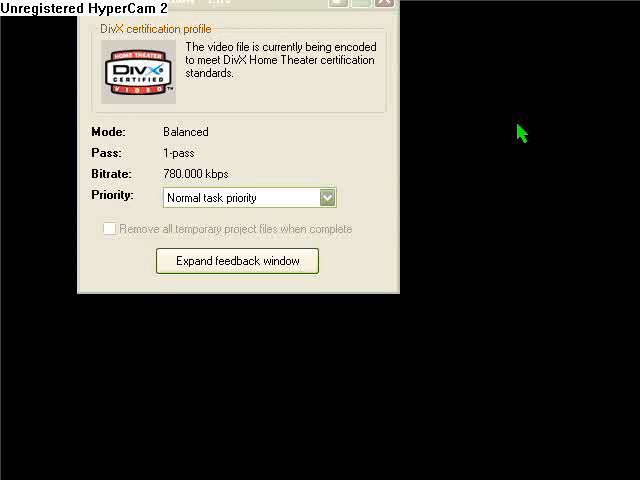 Unregistered HyperCam 2
DivX certification profile
HOME THEATER
DivX
CERTIFIED
VIDEO
TM
The video file is currently being encoded
to meet DivX Home Theater certification
standards.
Mode: Balanced
Pass: 1-pass
Bitrate: 780.000 kbps
Priority: Normal task priority
Remove all temporary project files when complete
Expand feedback window